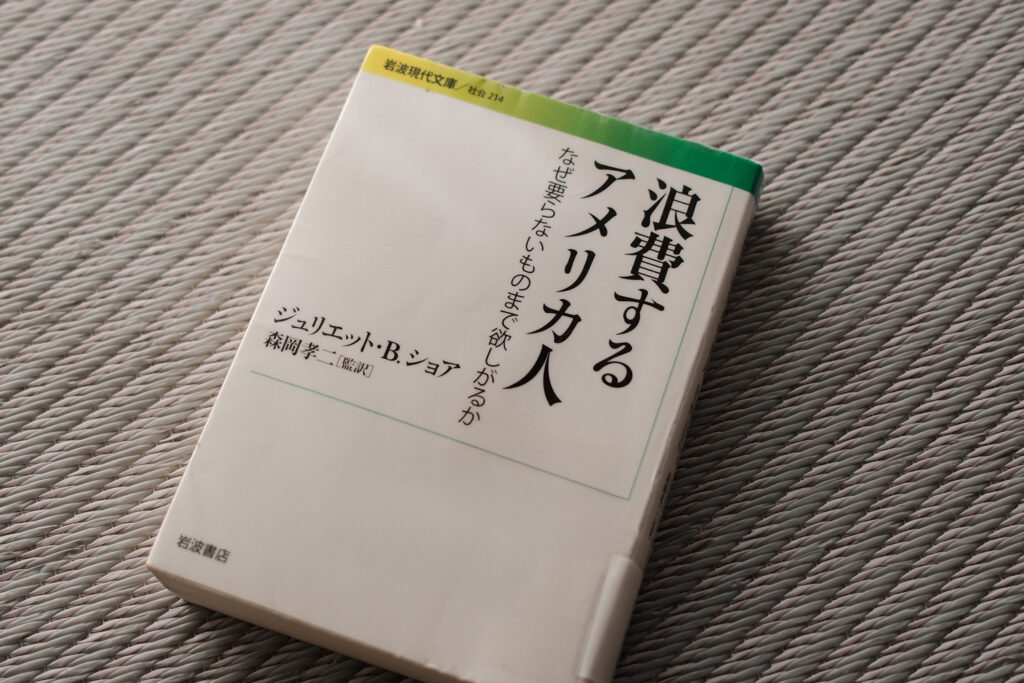 岩波現代文庫／社会 214
浪費する
アメリカ人
なぜ要らないものまで欲しがるか
ジュリエット・B.ショア
森岡孝二［監訳］
岩波書店